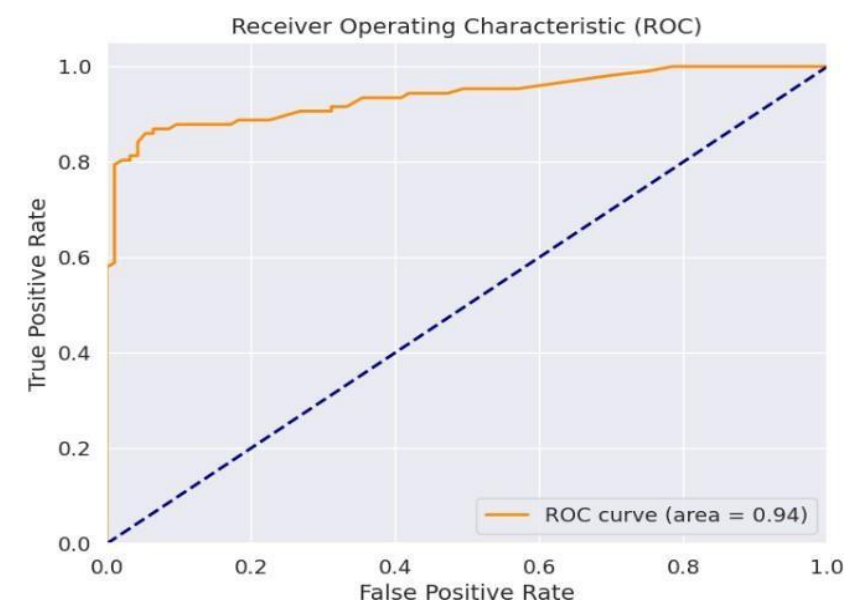 Receiver Operating Characteristic (ROC)
1.0
0.8
0.6
0.4
0.2
0.0
True Positive Rate
ROC curve (area = 0.94)
0.0 0.2 0.4 0.6 0.8 1.0
False Positive Rate